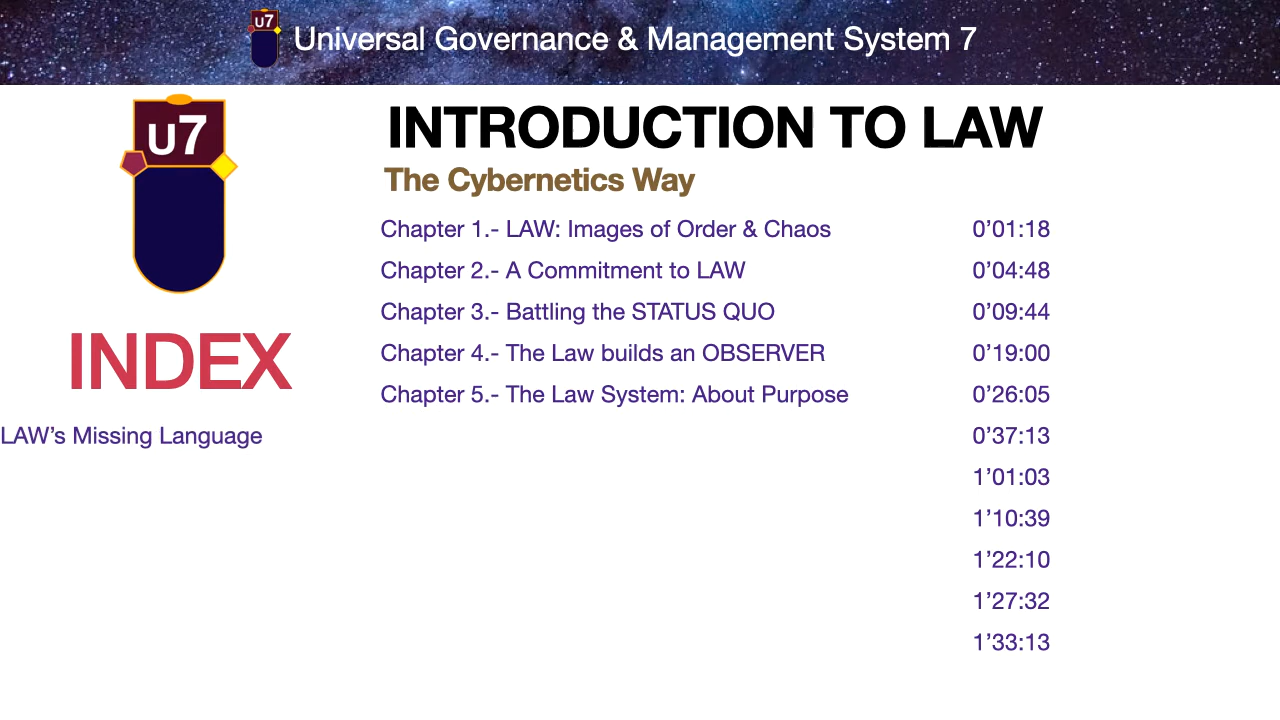 U7 Universal Governance & Management System 7
U7
INTRODUCTION TO LAW
The Cybernetics Way
Chapter 1.- LAW: Images of Order & Chaos 0’01:18
Chapter 2.- A Commitment to LAW 0’04:48
Chapter 3.- Battling the STATUS QUO 0’09:44
INDEX
Chapter 4.- The Law builds an OBSERVER 0’19:00
Chapter 5.- The Law System: About Purpose 0’26:05
LAW’s Missing Language 0’37:13
1’01:03
1’10:39
1’22:10
1’27:32
1’33:13